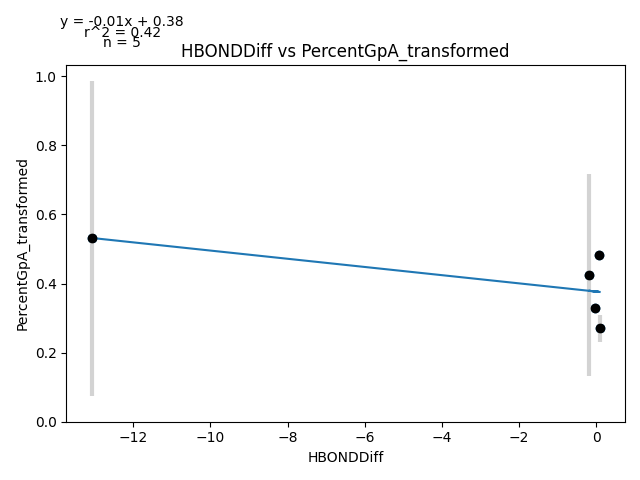 y = -0.01x + 0.38
r^2 = 0.42
n = 5
HBONDDiff vs PercentGpA_transformed
1.0
0.8
0.6
0.4
0.2
0.0
PercentGpA_transformed
−12
−10
−8
−6
−4
−2
0
HBONDDiff